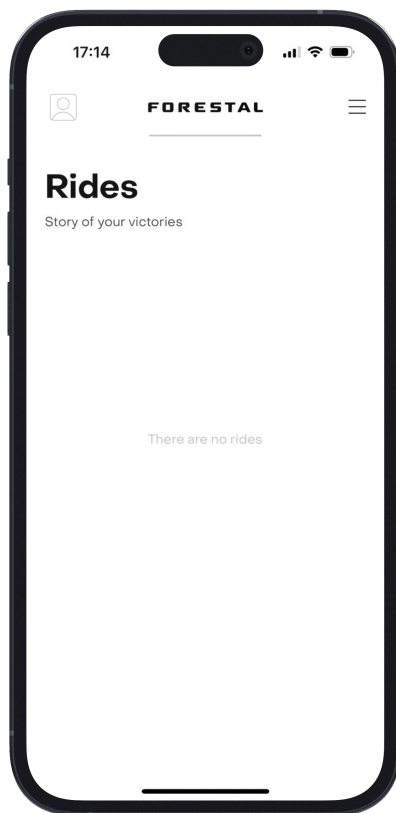 17:14
FORESTAL
Rides
Story of your victories
There are no rides